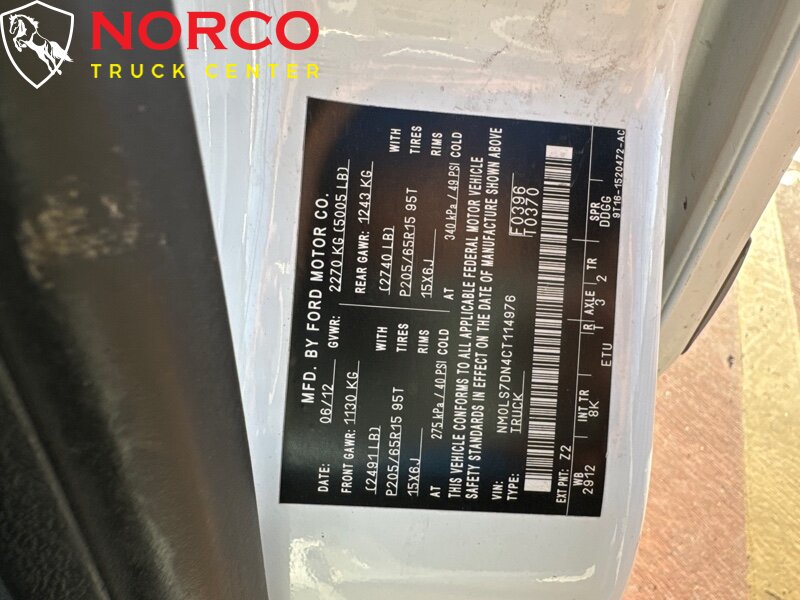 NORCO
TRUCK CENTER
MFD. BY FORD MOTOR CO.
DATE: 06/12 GVWR: 2270 KG (5005 LB)
FRONT GAWR: 1130 KG REAR GAWR: 1243 KG
(2491 LB) WITH (2740 LB) WITH
P205/65R15 95T TIRES P205/65R15 95T TIRES
15X6J RIMS 15X6J RIMS
AT 275 kPa / 40 PSI COLD AT 340 kPa / 49 PSI COLD
THIS VEHICLE CONFORMS TO ALL APPLICABLE FEDERAL MOTOR VEHICLE
SAFETY STANDARDS IN EFFECT ON THE DATE OF MANUFACTURE SHOWN ABOVE
VIN: NM0LS7DN4CT114976 F0396
TYPE: TRUCK T0370
EXT PNT: Z2
WB INT TR R AXLE TR SPR
2912 8K 1 3 2 DDGG
ETU 9T16-1520472-AC